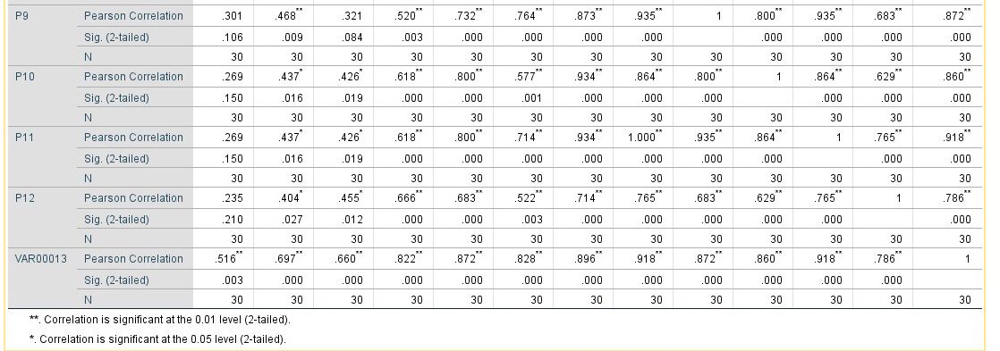 P9 Pearson Correlation .301 .468** .321 .520** .732** .764** .873** .935** 1 .800** .935** .683** .872**
Sig. (2-tailed) .106 .009 .084 .003 .000 .000 .000 .000 .000 .000 .000 .000
N 30 30 30 30 30 30 30 30 30 30 30 30 30
P10 Pearson Correlation .269 .437* .426* .618** .800** .577** .934** .864** .800** 1 .864** .629** .860**
Sig. (2-tailed) .150 .016 .019 .000 .000 .001 .000 .000 .000 .000 .000 .000
N 30 30 30 30 30 30 30 30 30 30 30 30 30
P11 Pearson Correlation .269 .437* .426* .618** .800** .714** .934** 1.000** .935** .864** 1 .765** .918**
Sig. (2-tailed) .150 .016 .019 .000 .000 .000 .000 .000 .000 .000 .000 .000
N 30 30 30 30 30 30 30 30 30 30 30 30 30
P12 Pearson Correlation .235 .404* .455* .666** .683** .522** .714** .765** .683** .629** .765** 1 .786**
Sig. (2-tailed) .210 .027 .012 .000 .000 .003 .000 .000 .000 .000 .000 .000
N 30 30 30 30 30 30 30 30 30 30 30 30 30
VAR00013 Pearson Correlation .516** .697** .660** .822** .872** .828** .896** .918** .872** .860** .918** .786** 1
Sig. (2-tailed) .003 .000 .000 .000 .000 .000 .000 .000 .000 .000 .000 .000
N 30 30 30 30 30 30 30 30 30 30 30 30 30
**. Correlation is significant at the 0.01 level (2-tailed).
*. Correlation is significant at the 0.05 level (2-tailed).